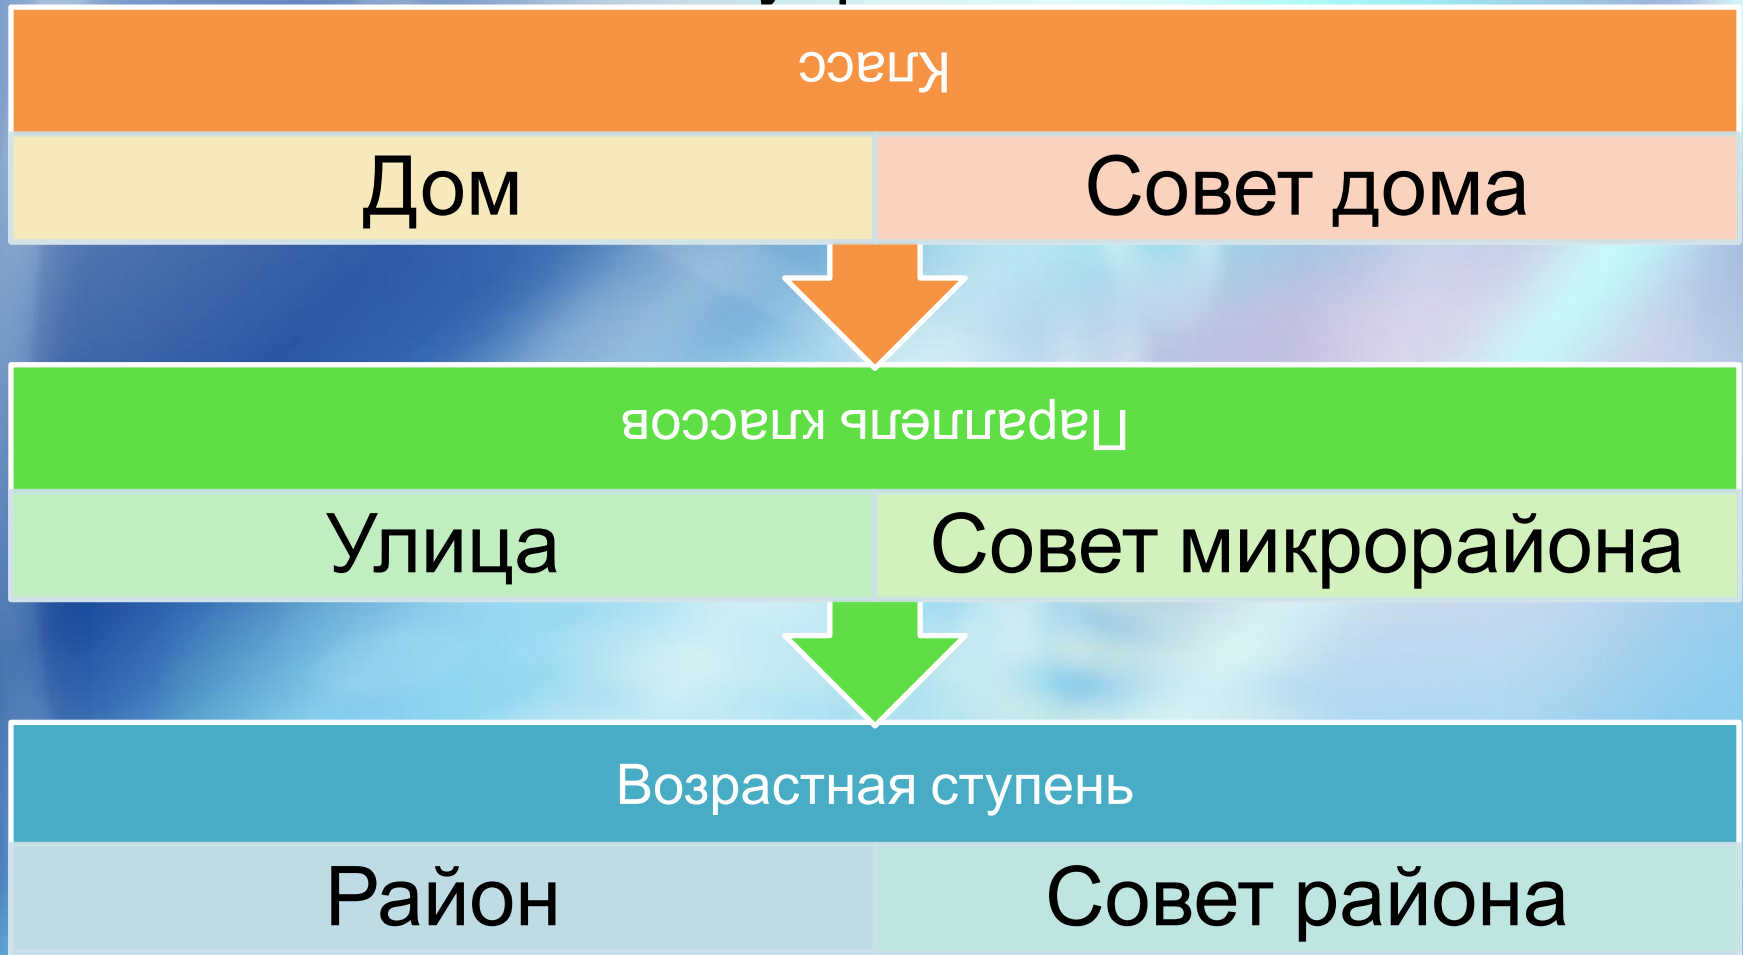 Класс
Дом Совет дома
Параллель классов
Улица Совет микрорайона
Возрастная ступень
Район Совет района